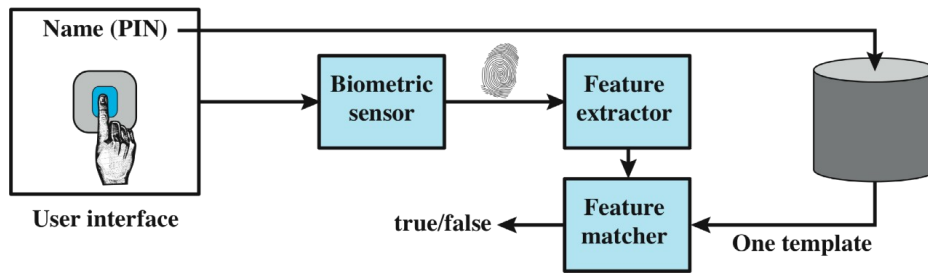 Name (PIN)
Biometric
sensor
Feature
extractor
User interface
true/false
Feature
matcher
One template